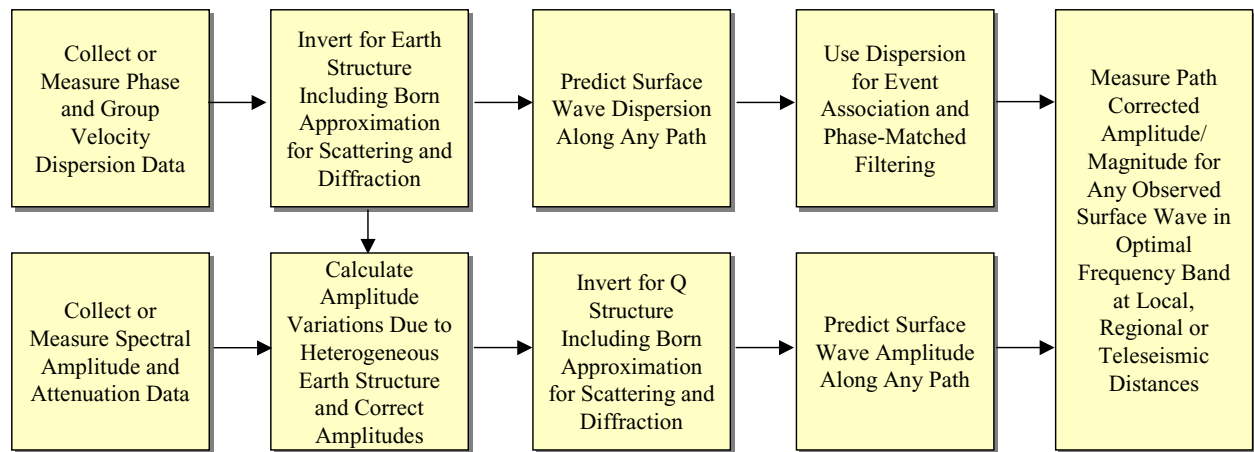 Collect or
Measure Phase
and Group
Velocity
Dispersion Data
Invert for Earth
Structure
Including Born
Approximation
for Scattering and
Diffraction
Predict Surface
Wave Dispersion
Along Any Path
Use Dispersion
for Event
Association and
Phase-Matched
Filtering
Measure Path
Corrected
Amplitude/
Magnitude for
Any Observed
Surface Wave in
Optimal
Frequency Band
at Local,
Regional or
Teleseismic
Distances
Collect or
Measure Spectral
Amplitude and
Attenuation Data
Calculate
Amplitude
Variations Due to
Heterogeneous
Earth Structure
and Correct
Amplitudes
Invert for Q
Structure
Including Born
Approximation
for Scattering and
Diffraction
Predict Surface
Wave Amplitude
Along Any Path